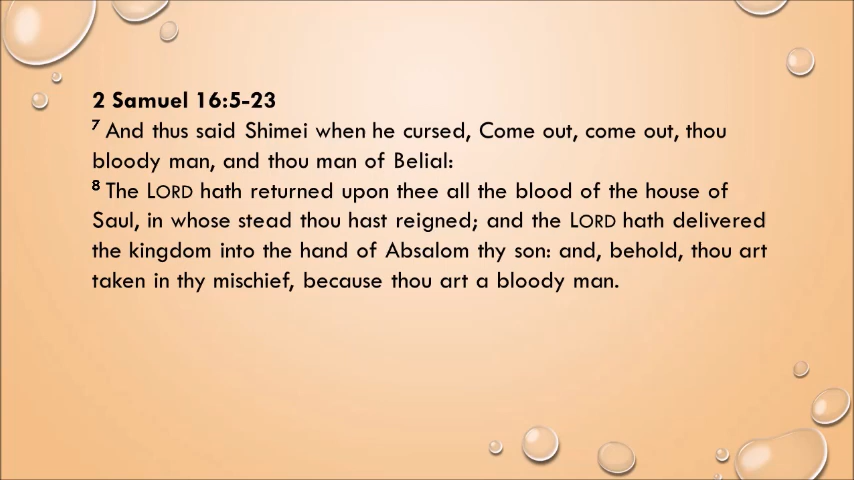 2 Samuel 16:5-23
7 And thus said Shimei when he cursed, Come out, come out, thou
bloody man, and thou man of Belial:
8 The LORD hath returned upon thee all the blood of the house of
Saul, in whose stead thou hast reigned; and the LORD hath delivered
the kingdom into the hand of Absalom thy son: and, behold, thou art
taken in thy mischief, because thou art a bloody man.